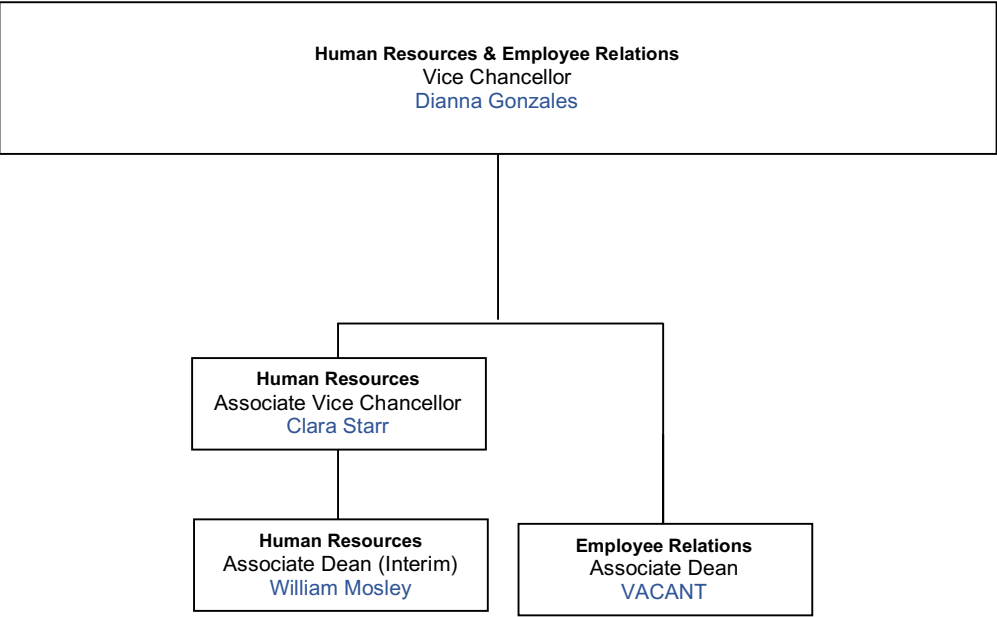 Human Resources & Employee Relations
Vice Chancellor
Dianna Gonzales
Human Resources
Associate Vice Chancellor
Clara Starr
Human Resources
Associate Dean (Interim)
William Mosley
Employee Relations
Associate Dean
VACANT